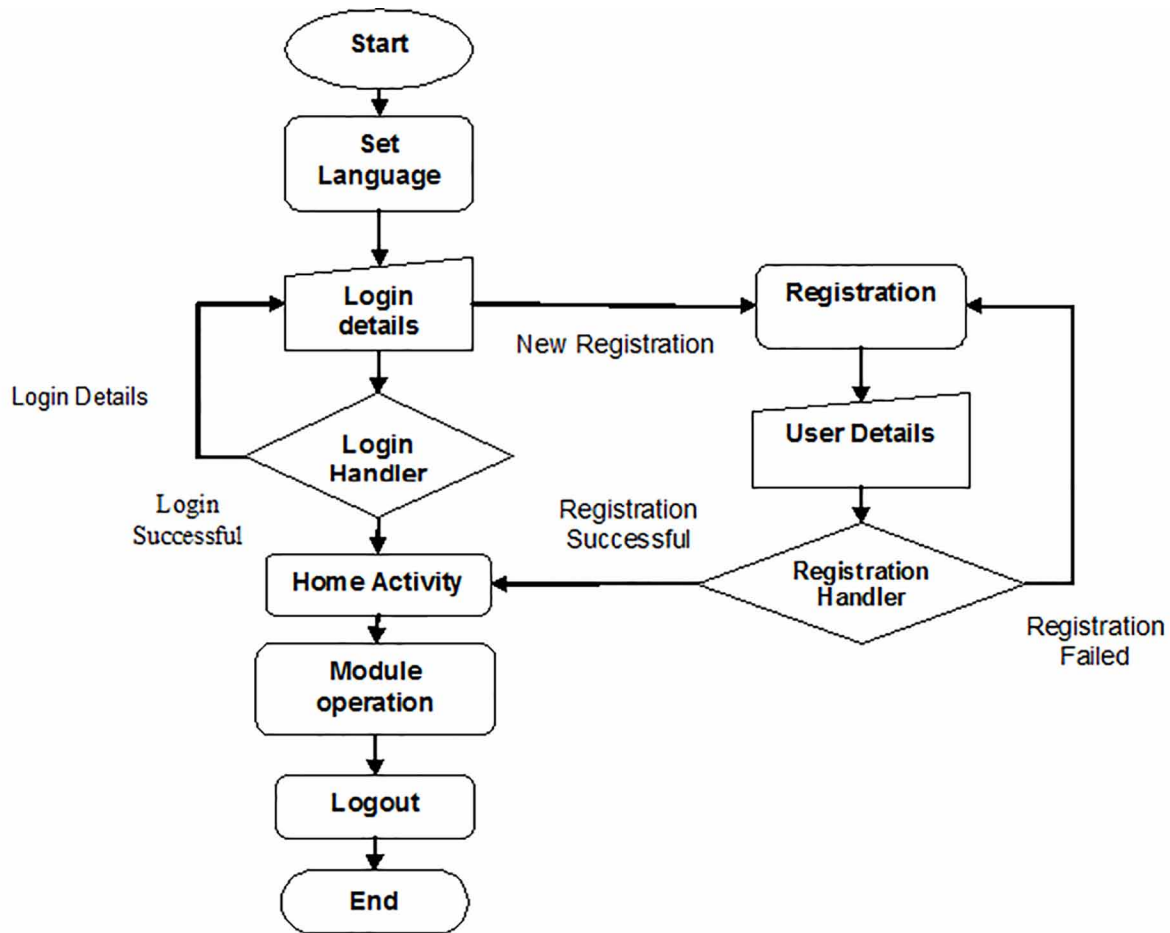 Start
Set
Language
Login
details
Registration
New Registration
Login Details
User Details
Login
Handler
Login
Successful
Registration
Successful
Home Activity
Registration
Handler
Registration
Failed
Module
operation
Logout
End